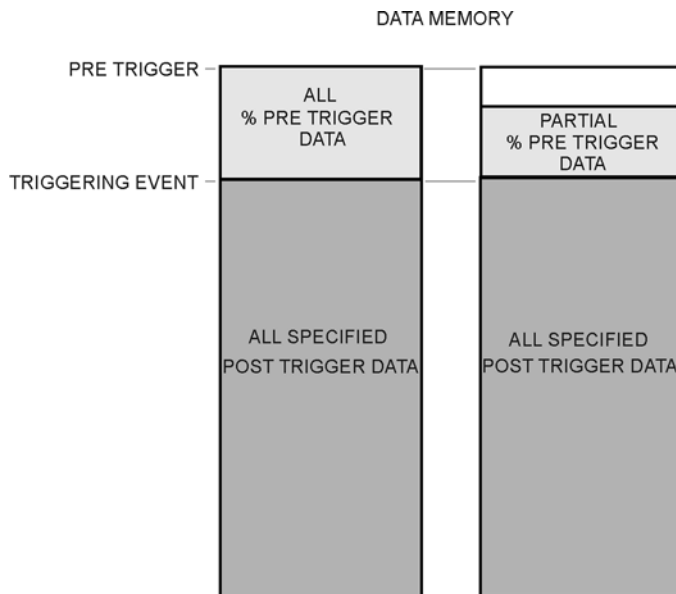 DATA MEMORY
PRE TRIGGER
ALL
% PRE TRIGGER
DATA
PARTIAL
% PRE TRIGGER
DATA
TRIGGERING EVENT
ALL SPECIFIED
POST TRIGGER DATA
ALL SPECIFIED
POST TRIGGER DATA